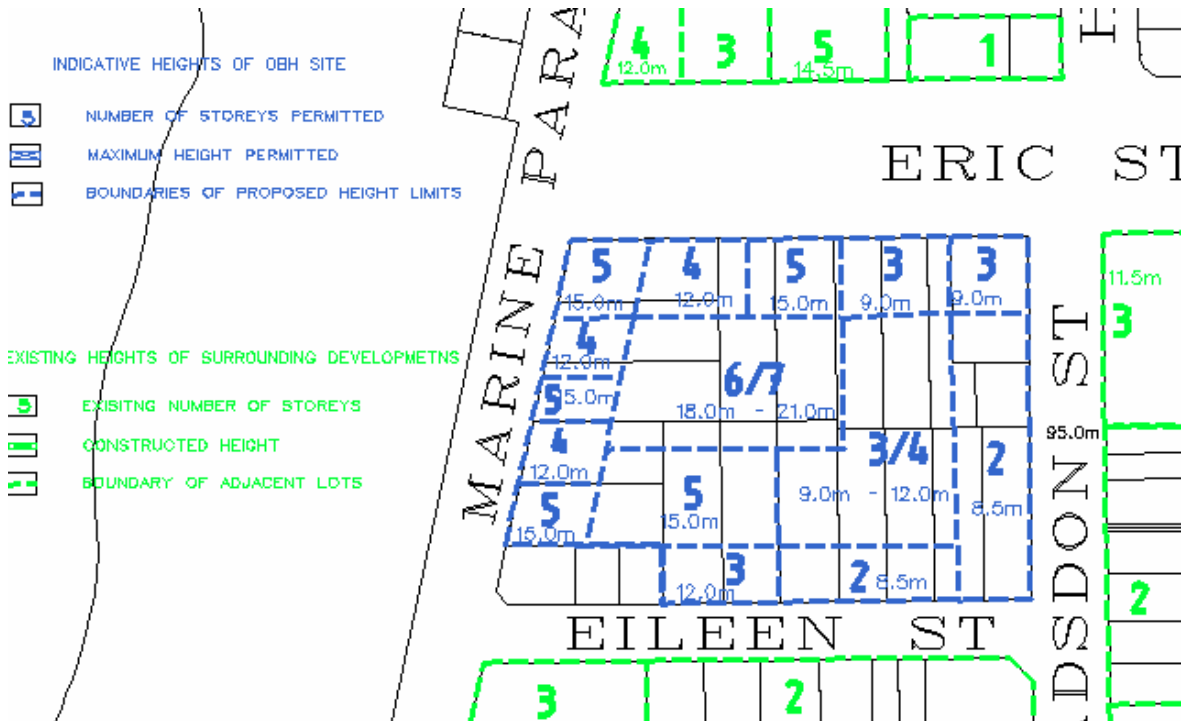 INDICATIVE HEIGHTS OF OBH SITE
5 NUMBER OF STOREYS PERMITTED
MAXIMUM HEIGHT PERMITTED
BOUNDARIES OF PROPOSED HEIGHT LIMITS
EXISTING HEIGHTS OF SURROUNDING DEVELOPMETNS
5 EXISITNG NUMBER OF STOREYS
CONSTRUCTED HEIGHT
BOUNDARY OF ADJACENT LOTS
4 3 5 1
12.0m 14.5m
MARINE PARA
ERIC ST
5 4 5 3 3
15.0m 12.0m 15.0m 9.0m 9.0m
11.5m
3
4
12.0m
6/7
18.0m - 21.0m
5 5.0m
4
12.0m
3/4
9.0m - 12.0m
2
8.5m
95.0m
5
15.0m
5
15.0m
3
12.0m
2 8.5m
2
EILEEN ST
DSDON ST
3 2